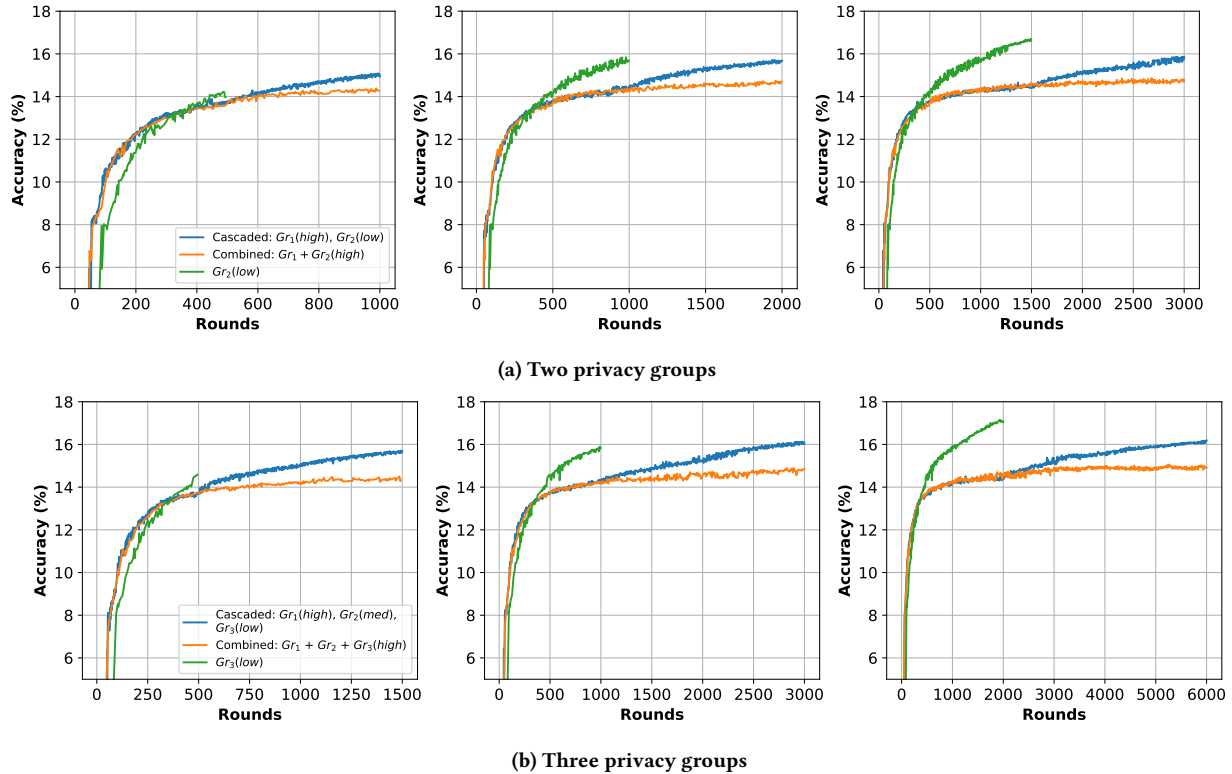 18
16
14
12
10
8
6
Accuracy (%)
0 200 400 600 800 1000
Rounds
Cascaded: Gr₁(high), Gr₂(low)
Combined: Gr₁ + Gr₂(high)
Gr₂(low)
18
16
14
12
10
8
6
Accuracy (%)
0 500 1000 1500 2000
Rounds
18
16
14
12
10
8
6
Accuracy (%)
0 500 1000 1500 2000 2500 3000
Rounds
(a) Two privacy groups
18
16
14
12
10
8
6
Accuracy (%)
0 250 500 750 1000 1250 1500
Rounds
Cascaded: Gr₁(high), Gr₂(med),
Gr₃(low)
Combined: Gr₁ + Gr₂ + Gr₃(high)
Gr₃(low)
18
16
14
12
10
8
6
Accuracy (%)
0 500 1000 1500 2000 2500 3000
Rounds
18
16
14
12
10
8
6
Accuracy (%)
0 1000 2000 3000 4000 5000 6000
Rounds
(b) Three privacy groups